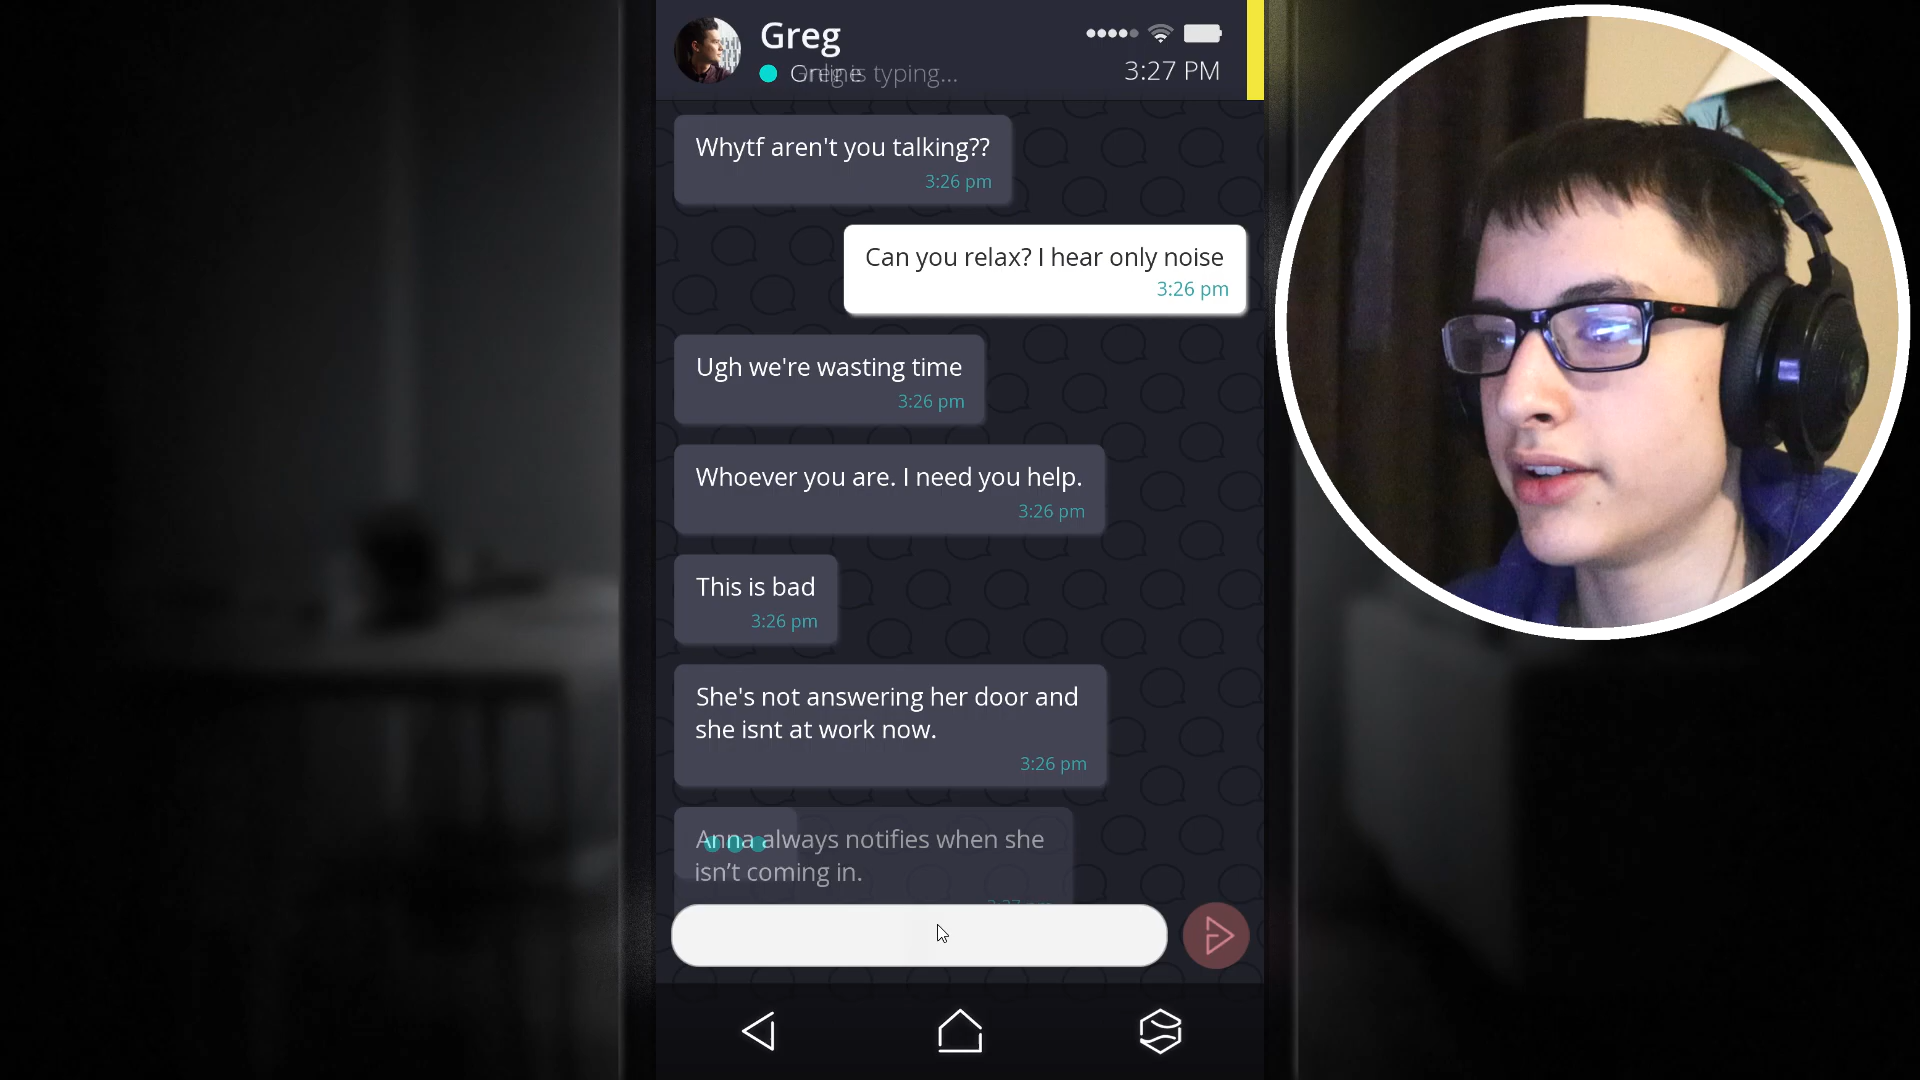 Greg
3:27 PM
Whytf aren't you talking??
3:26 pm
Can you relax? I hear only noise
3:26 pm
Ugh we're wasting time
3:26 pm
Whoever you are. I need you help.
3:26 pm
This is bad
3:26 pm
She's not answering her door and
she isnt at work now.
3:26 pm
Anna always notifies when she
isn’t coming in.